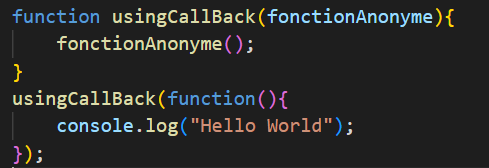 function usingCallBack(fonctionAnonyme){
    fonctionAnonyme();
}
usingCallBack(function(){
    console.log("Hello World");
});